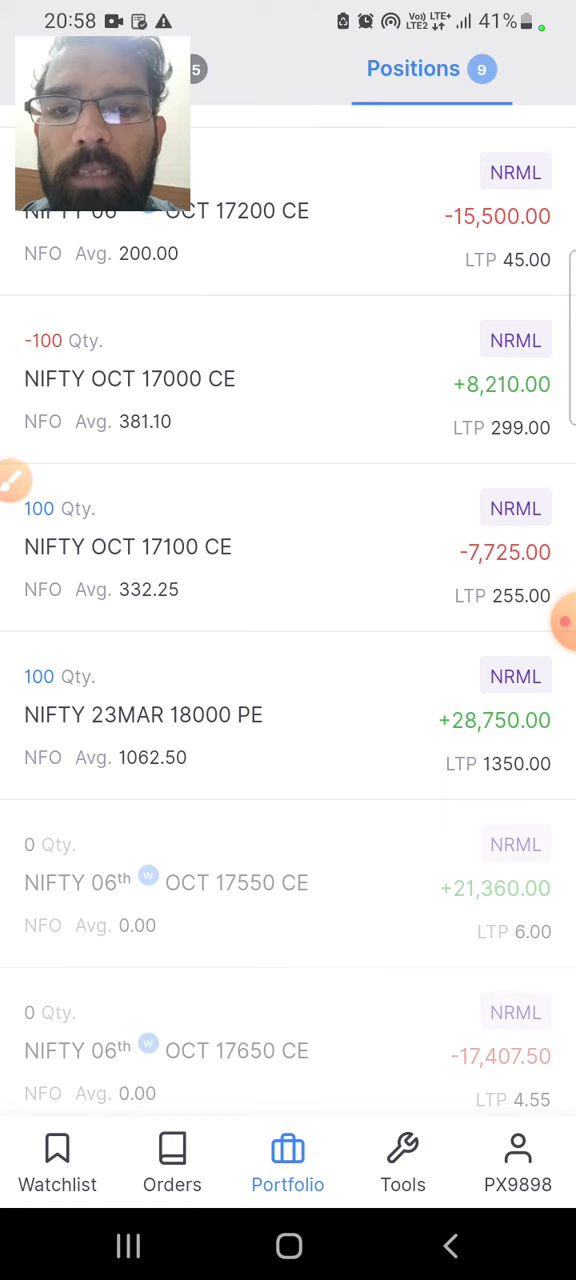 20:58
Vo) LTE+
LTE2
41%
5
Positions 9
NRML
NIFTY 06 OCT 17200 CE
-15,500.00
NFO Avg. 200.00
LTP 45.00
-100 Qty.
NRML
NIFTY OCT 17000 CE
+8,210.00
NFO Avg. 381.10
LTP 299.00
100 Qty.
NRML
NIFTY OCT 17100 CE
-7,725.00
NFO Avg. 332.25
LTP 255.00
100 Qty.
NRML
NIFTY 23MAR 18000 PE
+28,750.00
NFO Avg. 1062.50
LTP 1350.00
0 Qty.
NRML
NIFTY 06th w OCT 17550 CE
+21,360.00
NFO Avg. 0.00
LTP 6.00
0 Qty.
NRML
NIFTY 06th w OCT 17650 CE
-17,407.50
NFO Avg. 0.00
LTP 4.55
Watchlist Orders Portfolio Tools PX9898